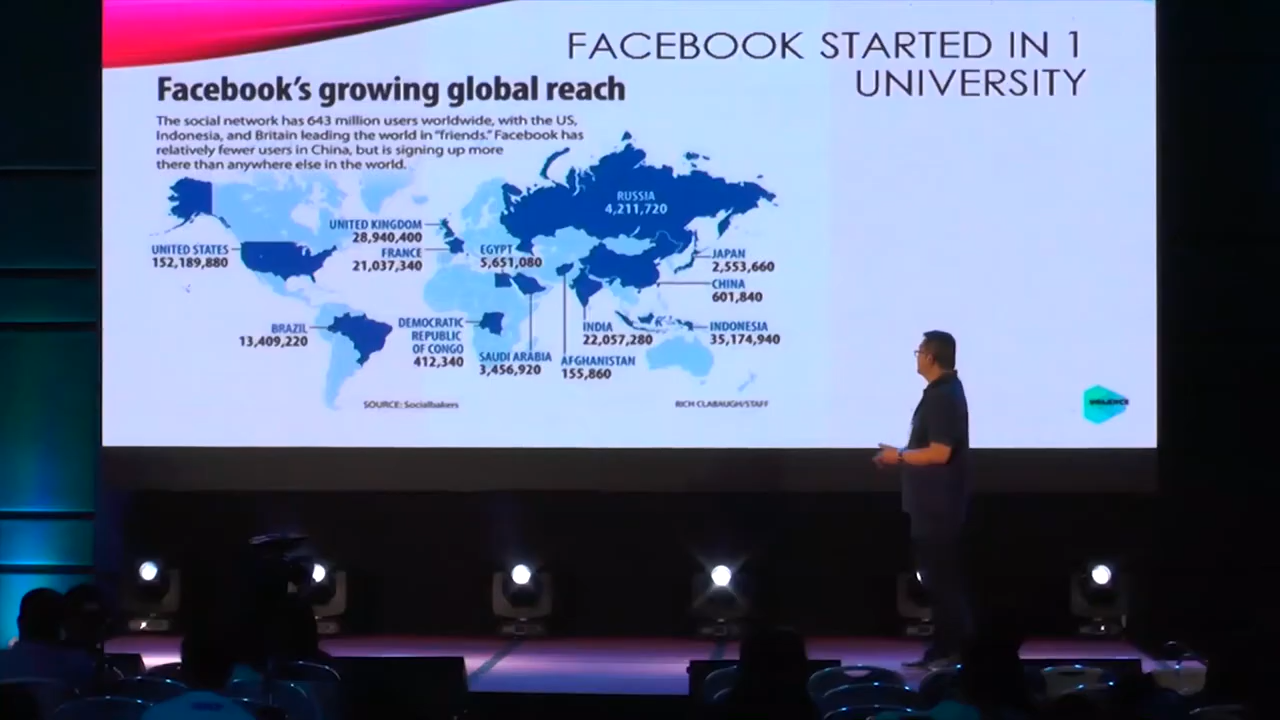 FACEBOOK STARTED IN 1
UNIVERSITY
Facebook's growing global reach
The social network has 643 million users worldwide, with the US,
Indonesia, and Britain leading the world in "friends." Facebook has
relatively fewer users in China, but is signing up more
there than anywhere else in the world.
RUSSIA
4,211,720
UNITED KINGDOM
28,940,400
UNITED STATES
152,189,880
FRANCE
21,037,340
EGYPT
5,651,080
JAPAN
2,553,660
CHINA
601,840
BRAZIL
13,409,220
DEMOCRATIC
REPUBLIC
OF CONGO
412,340
INDIA
22,057,280
INDONESIA
35,174,940
SAUDI ARABIA
3,456,920
AFGHANISTAN
155,860
SOURCE: Socialbakers
RICH CLABAUGH/STAFF